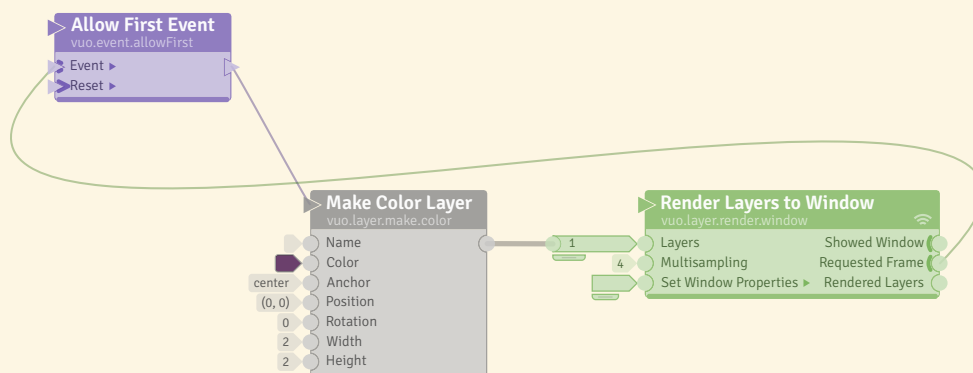 Allow First Event
vuo.event.allowFirst
Event
Reset
Make Color Layer
vuo.layer.make.color
Name
Color
center Anchor
(0, 0) Position
0 Rotation
2 Width
2 Height
Render Layers to Window
vuo.layer.render.window
1 Layers Showed Window
4 Multisampling Requested Frame
Set Window Properties Rendered Layers